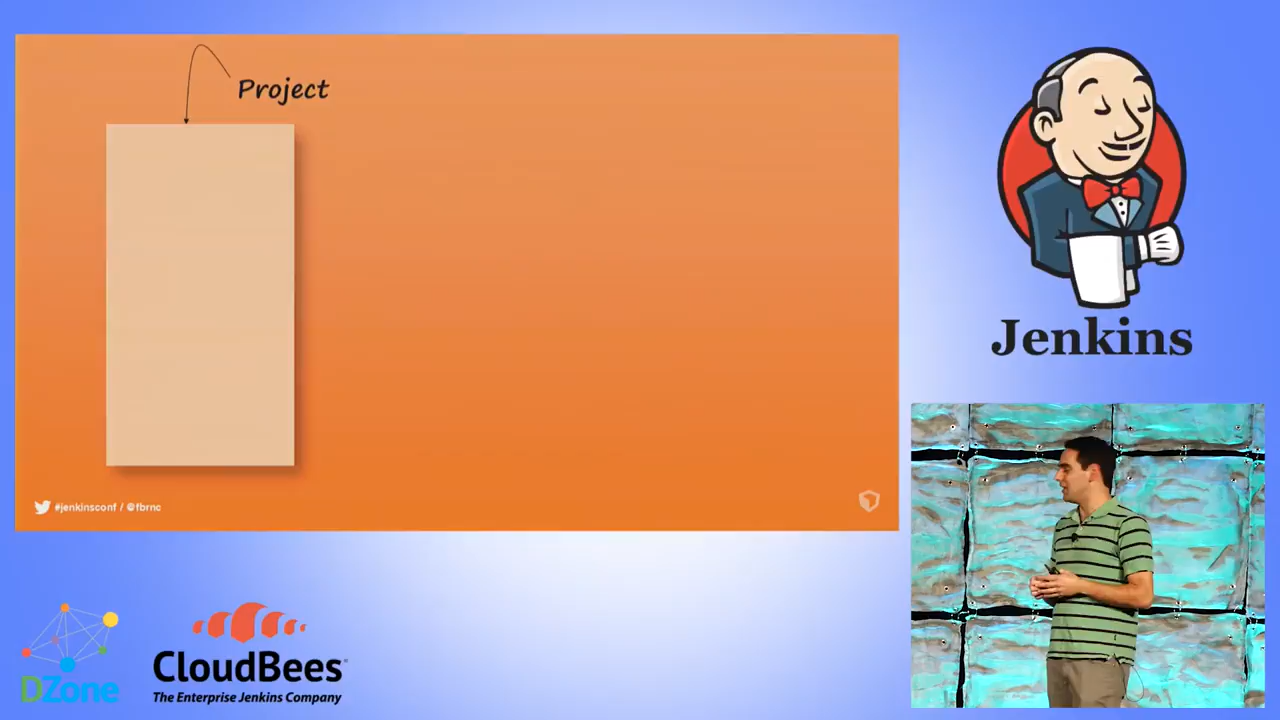 Project
#jenkinsconf / @fbrnc
Jenkins
DZone
CloudBees
The Enterprise Jenkins Company